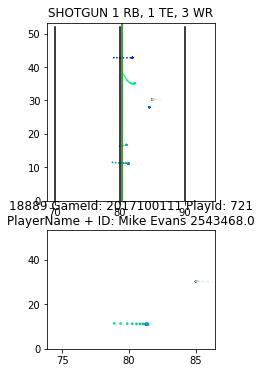 SHOTGUN 1 RB, 1 TE, 3 WR
50
40
30
20
10
0
70 80 90
18889 GameId: 2017100111 PlayId: 721
PlayerName + ID: Mike Evans 2543468.0
40
20
0
75 80 85